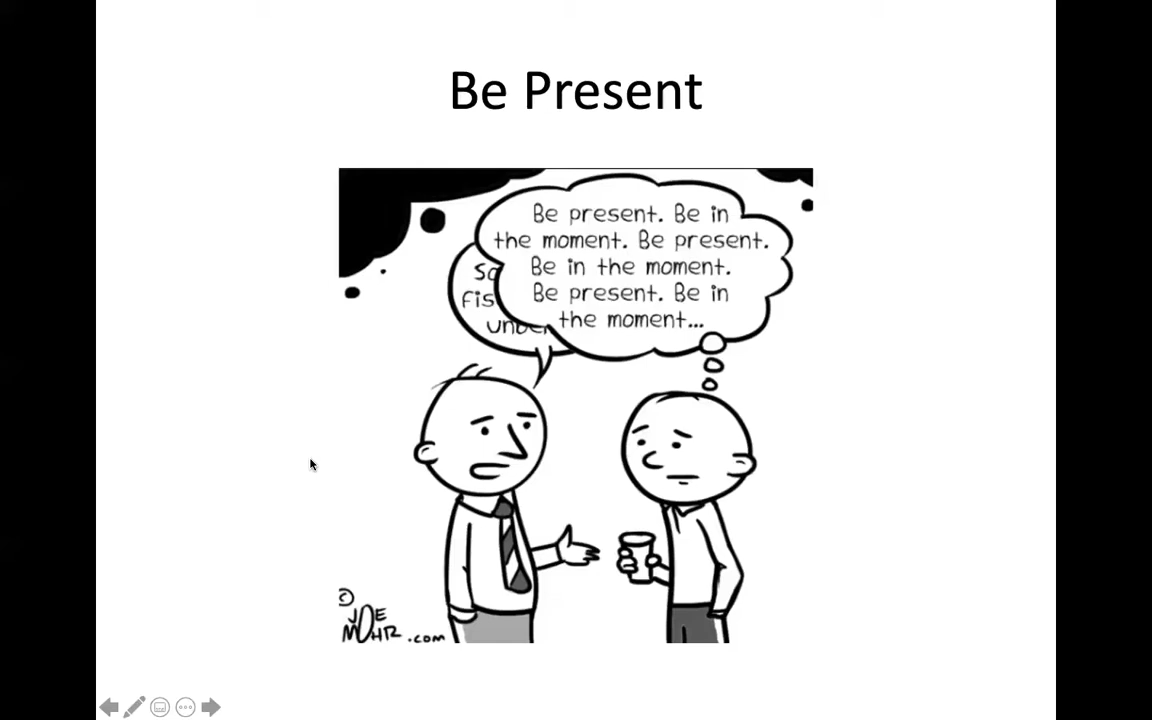 Be Present
Be present. Be in
the moment. Be present.
Be in the moment.
Be present. Be in
the moment...
©
JOE
MOHR.com